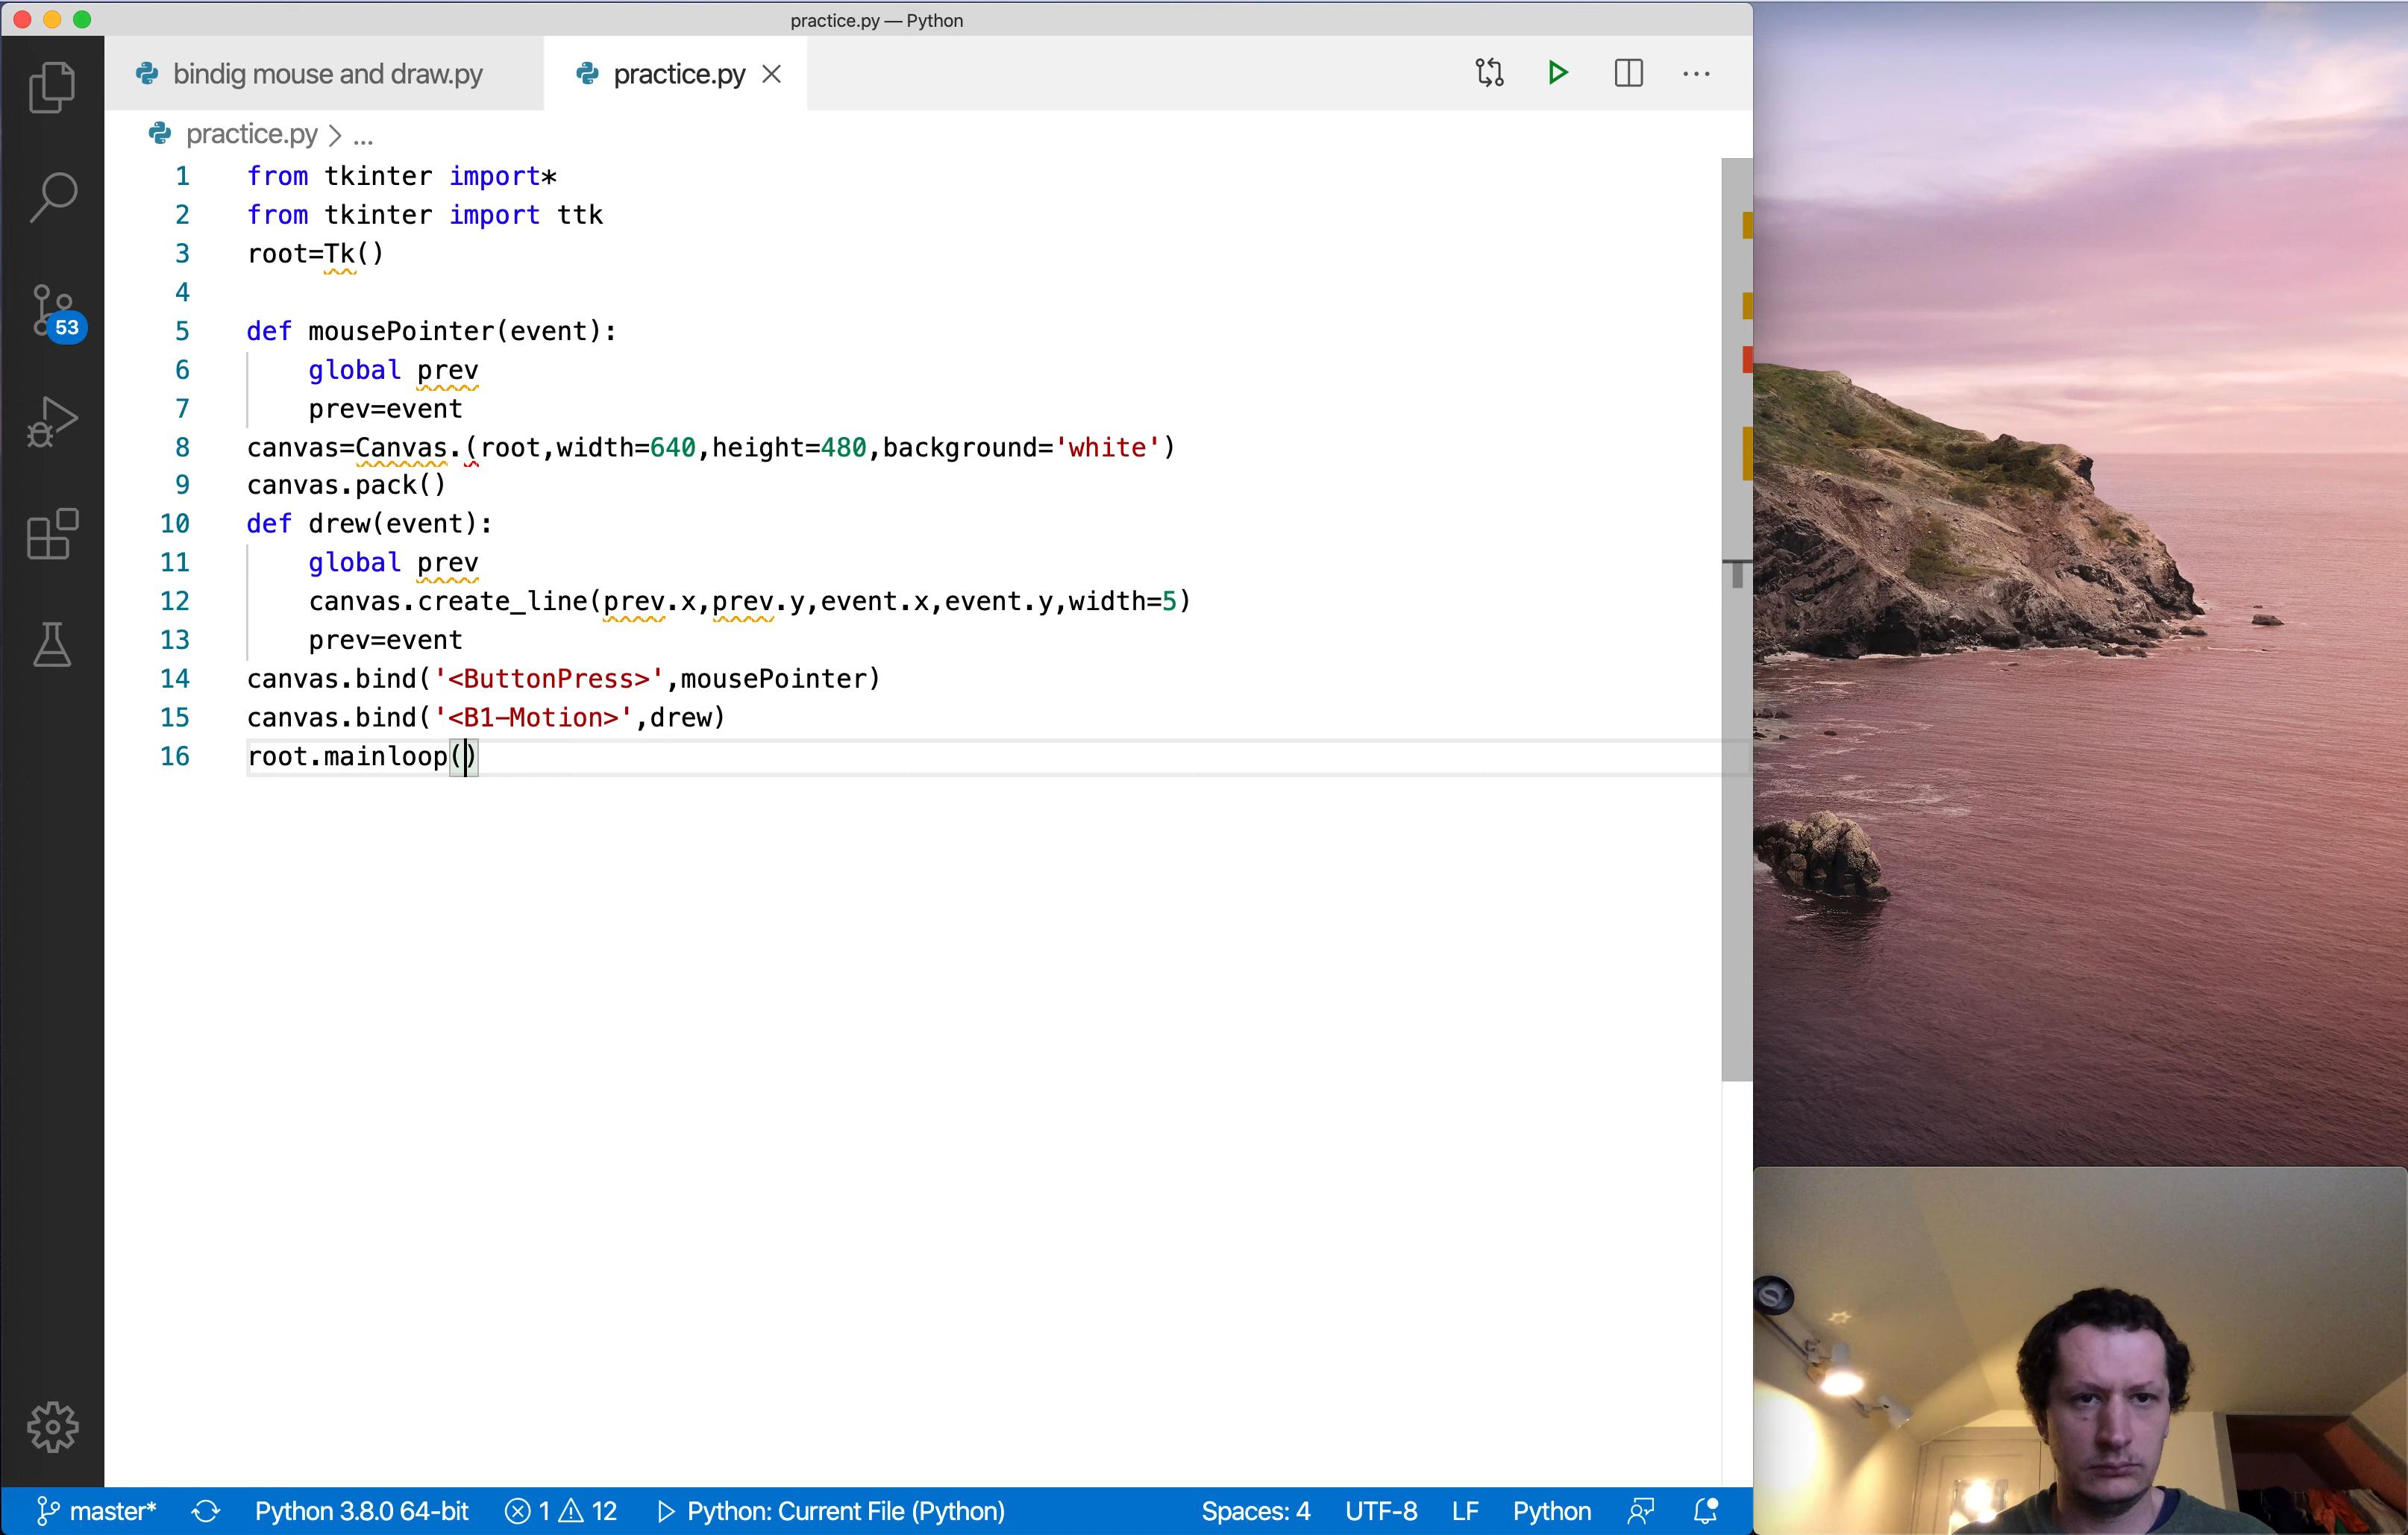 practice.py — Python
bindig mouse and draw.py
practice.py
practice.py > ...
1 from tkinter import*
2 from tkinter import ttk
3 root=Tk()
4
5 def mousePointer(event):
6     global prev
7     prev=event
8 canvas=Canvas.(root,width=640,height=480,background='white')
9 canvas.pack()
10 def drew(event):
11     global prev
12     canvas.create_line(prev.x,prev.y,event.x,event.y,width=5)
13     prev=event
14 canvas.bind('<ButtonPress>',mousePointer)
15 canvas.bind('<B1-Motion>',drew)
16 root.mainloop()
53
master* Python 3.8.0 64-bit 1 12 Python: Current File (Python) Spaces: 4 UTF-8 LF Python